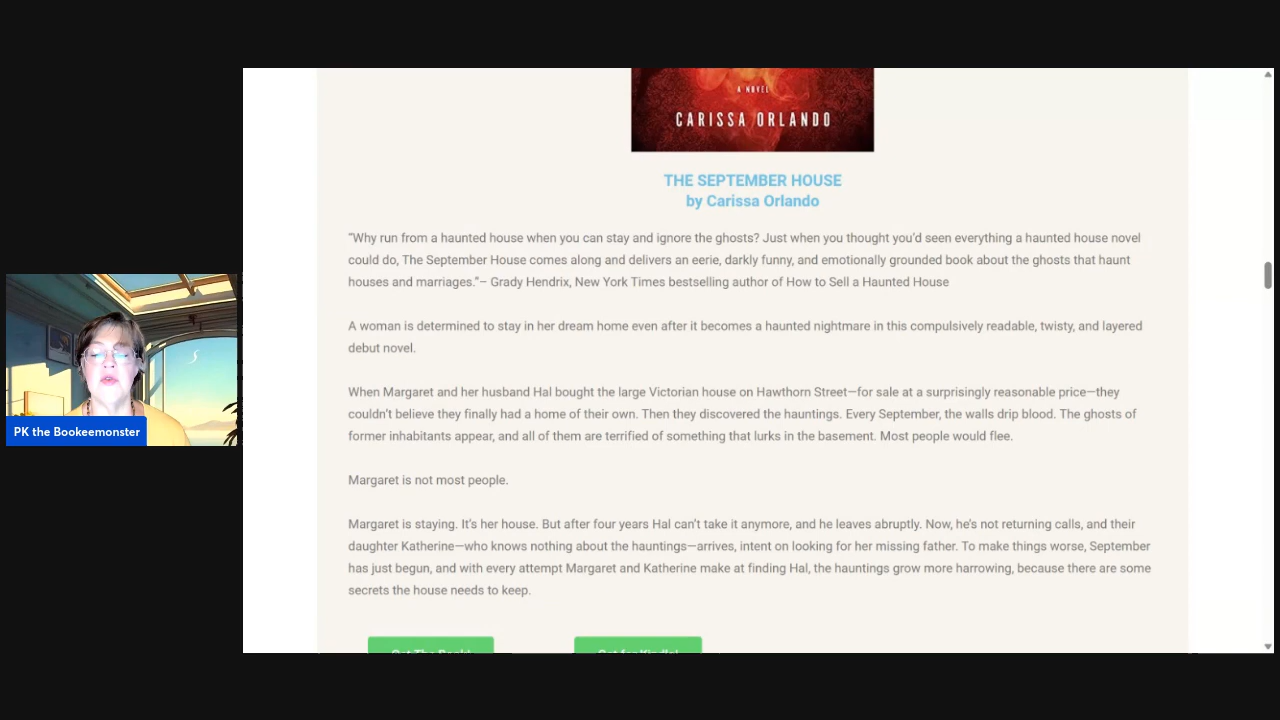 A NOVEL
CARISSA ORLANDO
THE SEPTEMBER HOUSE
by Carissa Orlando
“Why run from a haunted house when you can stay and ignore the ghosts? Just when you thought you’d seen everything a haunted house novel
could do, The September House comes along and delivers an eerie, darkly funny, and emotionally grounded book about the ghosts that haunt
houses and marriages.”– Grady Hendrix, New York Times bestselling author of How to Sell a Haunted House
A woman is determined to stay in her dream home even after it becomes a haunted nightmare in this compulsively readable, twisty, and layered
debut novel.
When Margaret and her husband Hal bought the large Victorian house on Hawthorn Street—for sale at a surprisingly reasonable price—they
couldn’t believe they finally had a home of their own. Then they discovered the hauntings. Every September, the walls drip blood. The ghosts of
former inhabitants appear, and all of them are terrified of something that lurks in the basement. Most people would flee.
Margaret is not most people.
Margaret is staying. It’s her house. But after four years Hal can’t take it anymore, and he leaves abruptly. Now, he’s not returning calls, and their
daughter Katherine—who knows nothing about the hauntings—arrives, intent on looking for her missing father. To make things worse, September
has just begun, and with every attempt Margaret and Katherine make at finding Hal, the hauntings grow more harrowing, because there are some
secrets the house needs to keep.
Get The Book! Get for Kindle!
PK the Bookeemonster